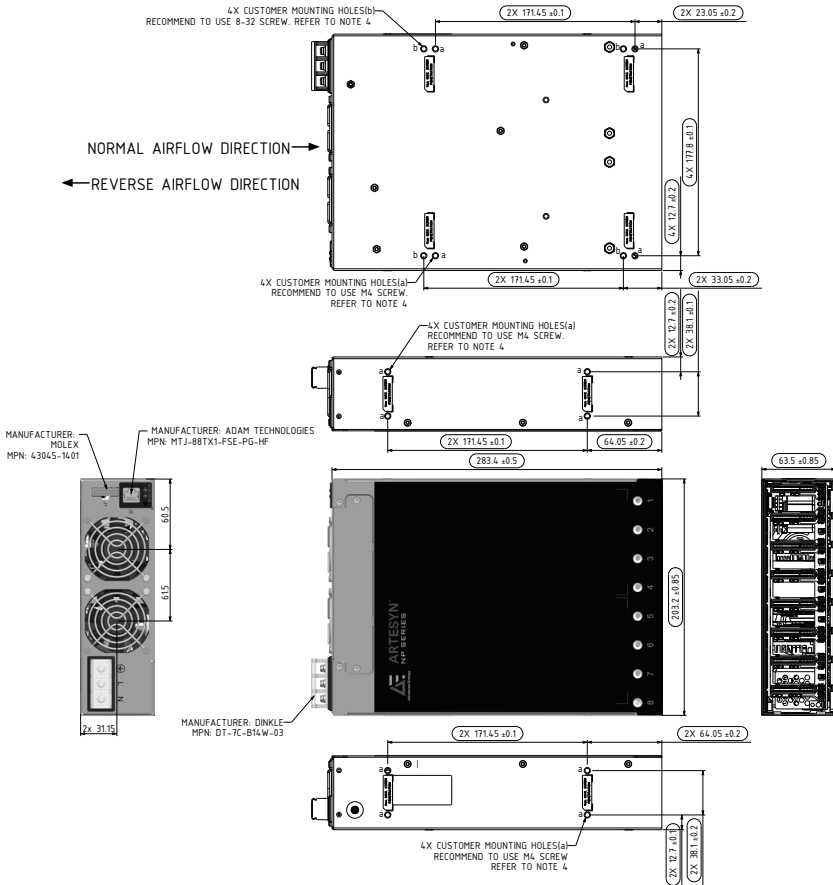 4X CUSTOMER MOUNTING HOLES(b)
RECOMMEND TO USE 8-32 SCREW. REFER TO NOTE 4
2X 171.45 ±0.1
2X 23.05 ±0.2
b
a
b
a
4X 177.8 ±0.1
NORMAL AIRFLOW DIRECTION
REVERSE AIRFLOW DIRECTION
4X 12.7 ±0.2
b
a
b
a
4X CUSTOMER MOUNTING HOLES(a)
RECOMMEND TO USE M4 SCREW.
REFER TO NOTE 4
2X 171.45 ±0.1
2X 33.05 ±0.2
2X 12.7 ±0.2
2X 38.1 ±0.1
4X CUSTOMER MOUNTING HOLES(a)
RECOMMEND TO USE M4 SCREW.
REFER TO NOTE 4
a
a
a
a
2X 171.45 ±0.1
64.05 ±0.2
MANUFACTURER:
MOLEX
MPN: 43045-1401
MANUFACTURER: ADAM TECHNOLOGIES
MPN: MTJ-88TX1-FSE-PG-HF
283.4 ±0.5
63.5 ±0.85
60.5
61.5
L
N
2x 31.15
1
2
3
4
5
6
7
8
ARTESYN™
NP SERIES
Advanced Energy
203.2 ±0.85
MANUFACTURER: DINKLE
MPN: DT-7C-B14W-03
2X 171.45 ±0.1
2X 64.05 ±0.2
a
a
a
a
4X CUSTOMER MOUNTING HOLES(a)
RECOMMEND TO USE M4 SCREW
REFER TO NOTE 4
2X 12.7 ±0.1
2X 38.1 ±0.2